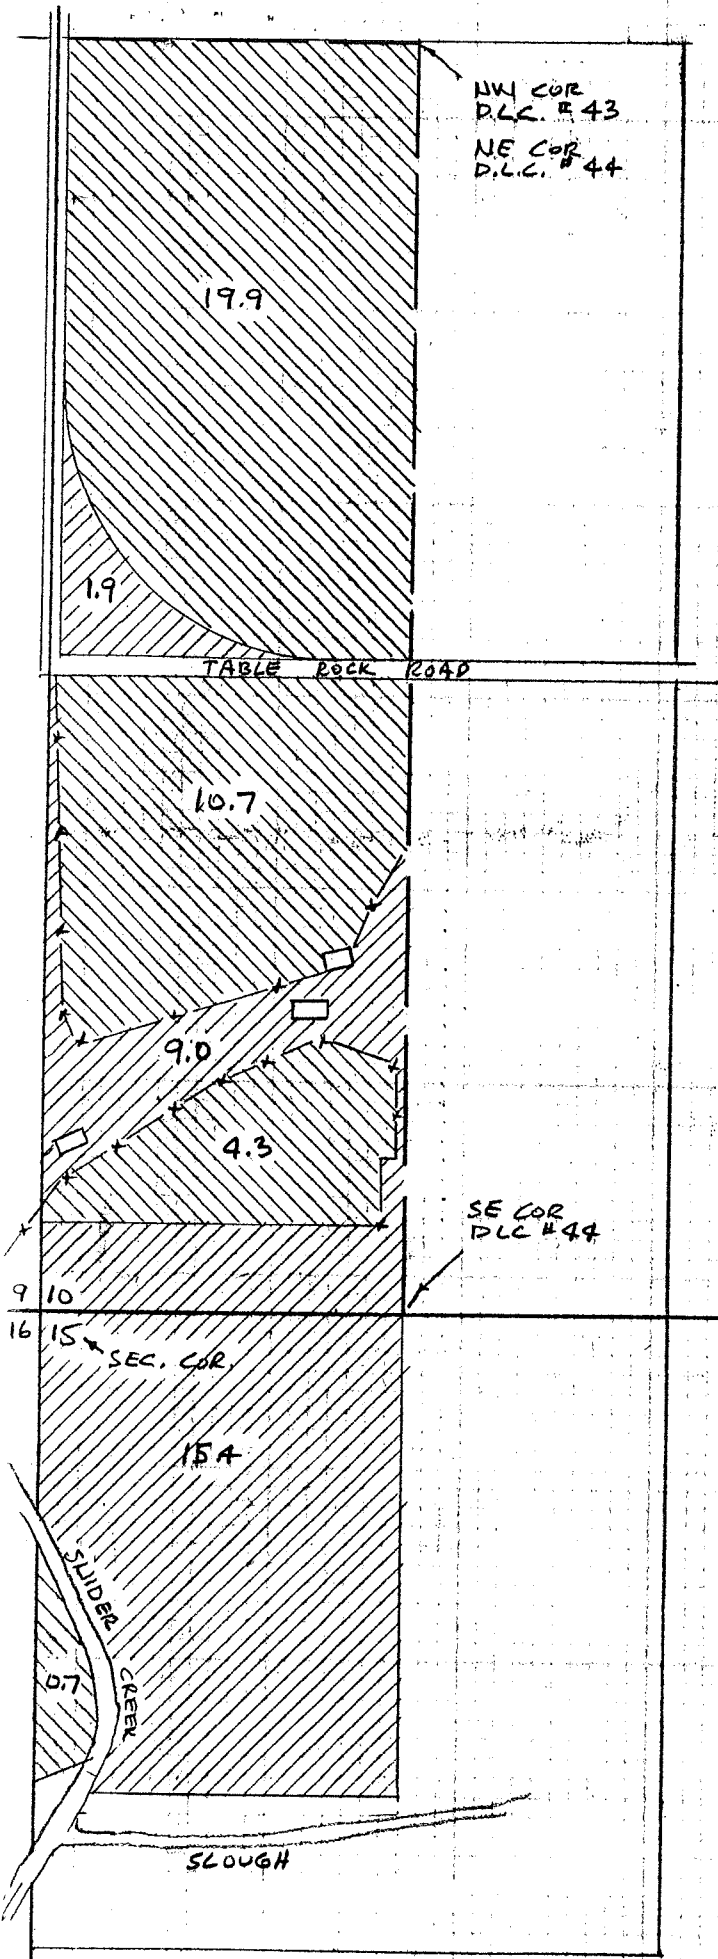 NW COR
D.L.C. # 43
NE COR
D.L.C. # 44
19.9
1.9
TABLE ROCK ROAD
10.7
9.0
4.3
SE COR
DLC # 44
9 10
16 15
SEC. COR.
15.4
SNIDER CREEK
0.7
SLOUGH